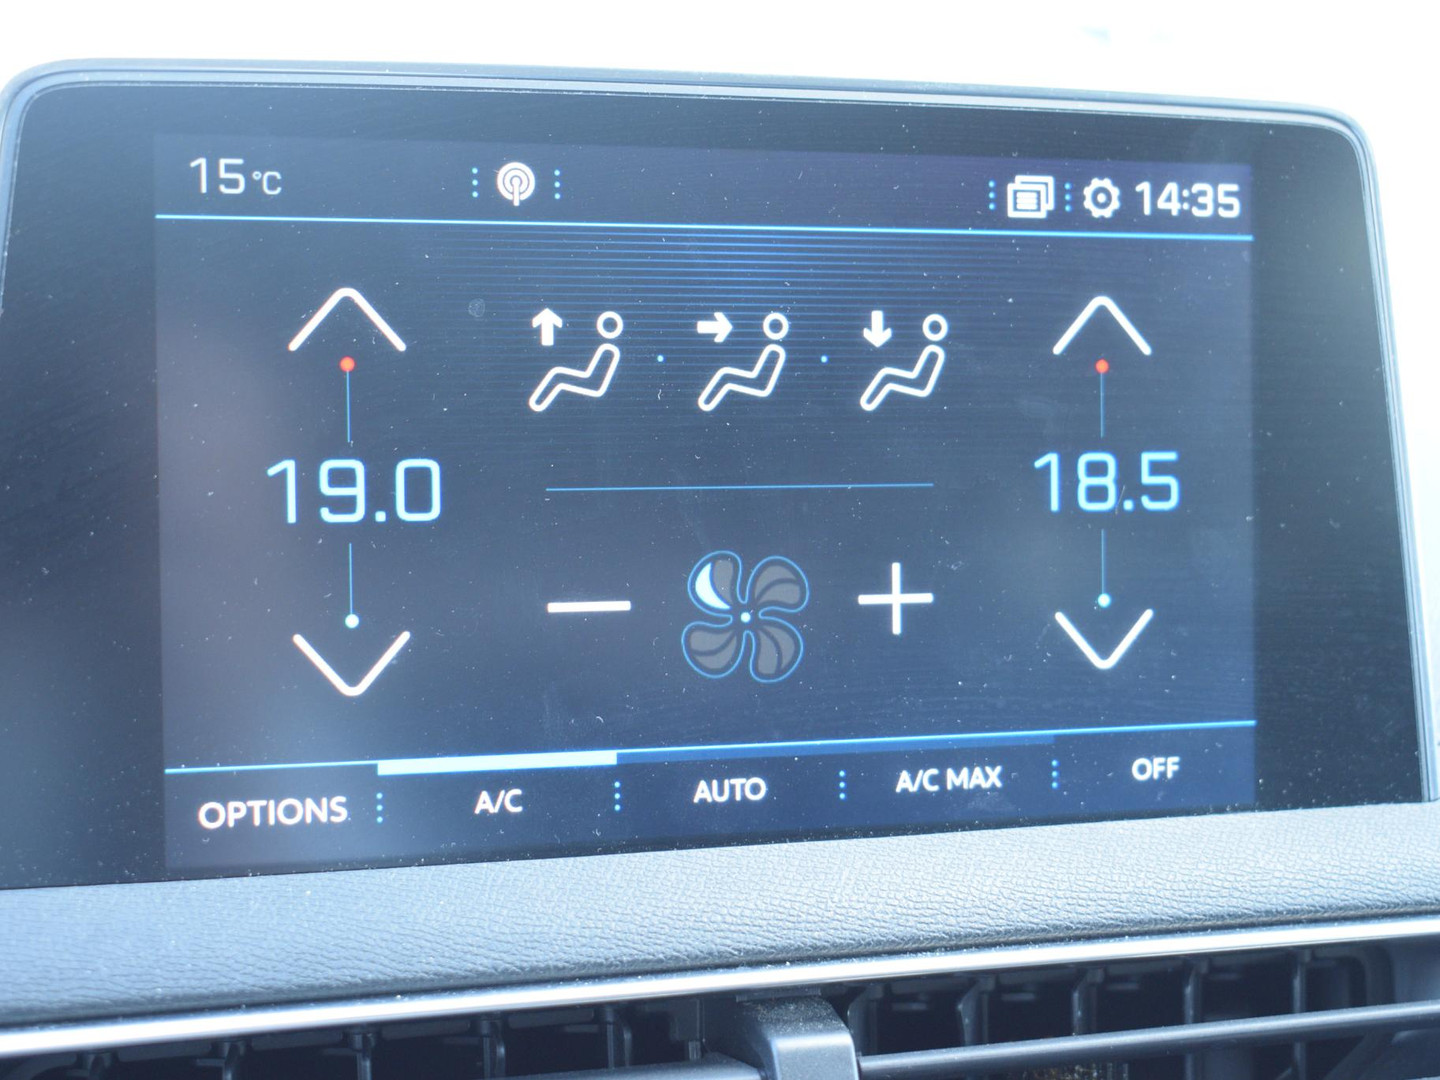 15°C 14:35
19.0 18.5
OPTIONS A/C AUTO A/C MAX OFF